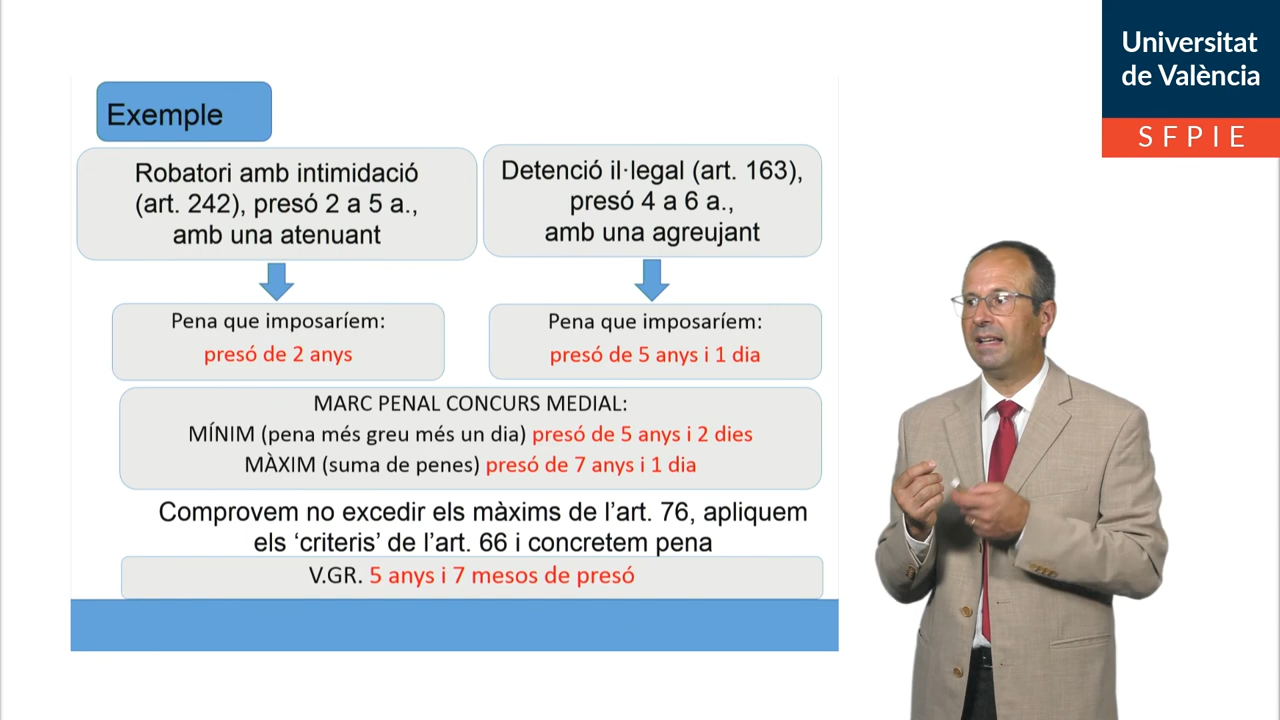 Universitat
de València
SFPIE
Exemple
Robatori amb intimidació
(art. 242), presó 2 a 5 a.,
amb una atenuant
Detenció il·legal (art. 163),
presó 4 a 6 a.,
amb una agreujant
Pena que imposaríem:
presó de 2 anys
Pena que imposaríem:
presó de 5 anys i 1 dia
MARC PENAL CONCURS MEDIAL:
MÍNIM (pena més greu més un dia) presó de 5 anys i 2 dies
MÀXIM (suma de penes) presó de 7 anys i 1 dia
Comprovem no excedir els màxims de l'art. 76, apliquem
els ‘criteris’ de l'art. 66 i concretem pena
V.GR. 5 anys i 7 mesos de presó